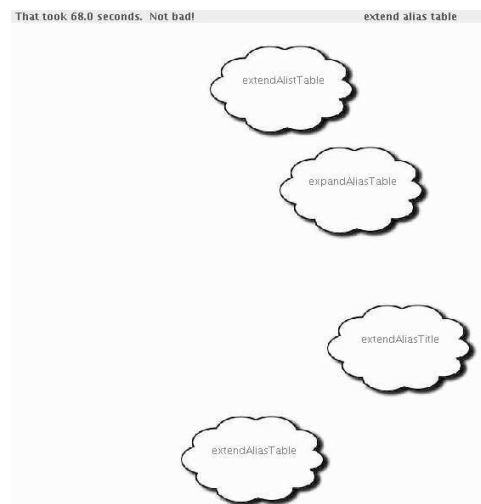 That took 68.0 seconds. Not bad! extend alias table
extendAlistTable
expandAliasTable
extendAliasTitle
extendAliasTable